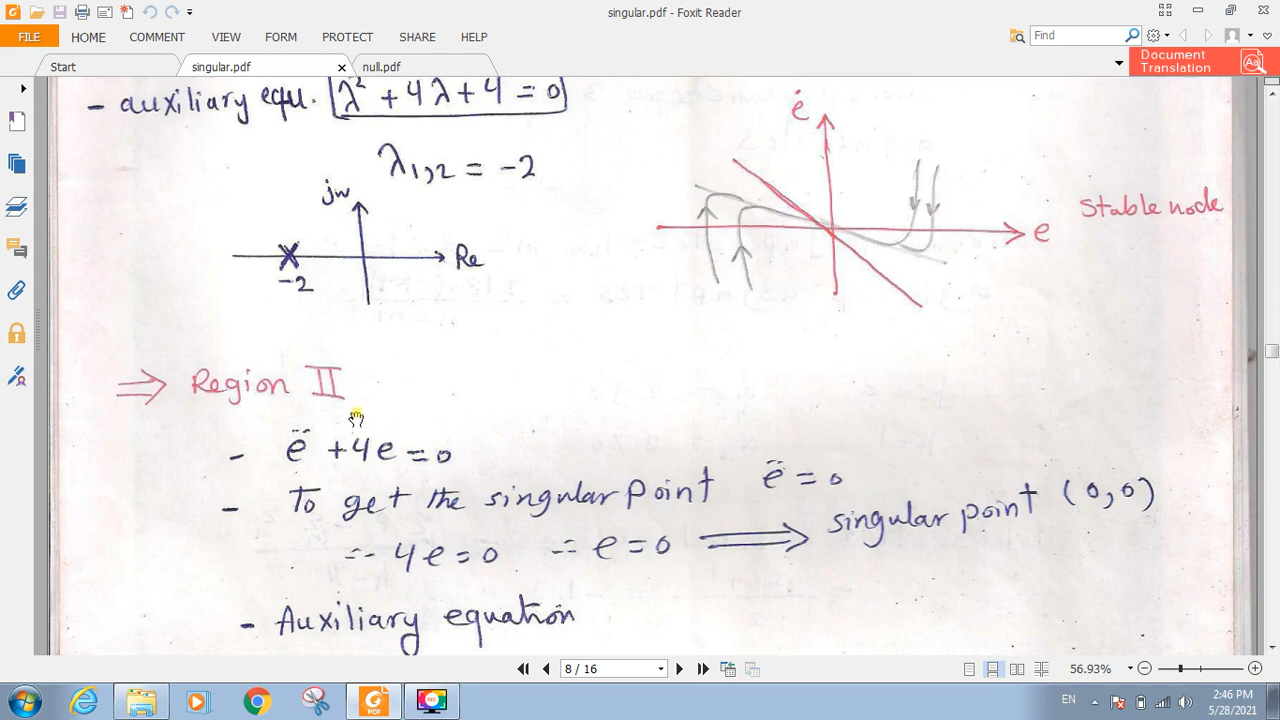 singular.pdf - Foxit Reader
FILE HOME COMMENT VIEW FORM PROTECT SHARE HELP
Find
Start singular.pdf x null.pdf
Document Translation
- auxiliary equ. λ² + 4λ + 4 = 0
λ1,2 = -2
jw
Re
-2
ė
e
Stable node
⇒ Region II
- ë + 4e = 0
- To get the singular point ë = 0
∴ 4e = 0 ∴ e = 0 ⟹ singular point (0,0)
- Auxiliary equation
8 / 16
56.93%
EN
2:46 PM
5/28/2021